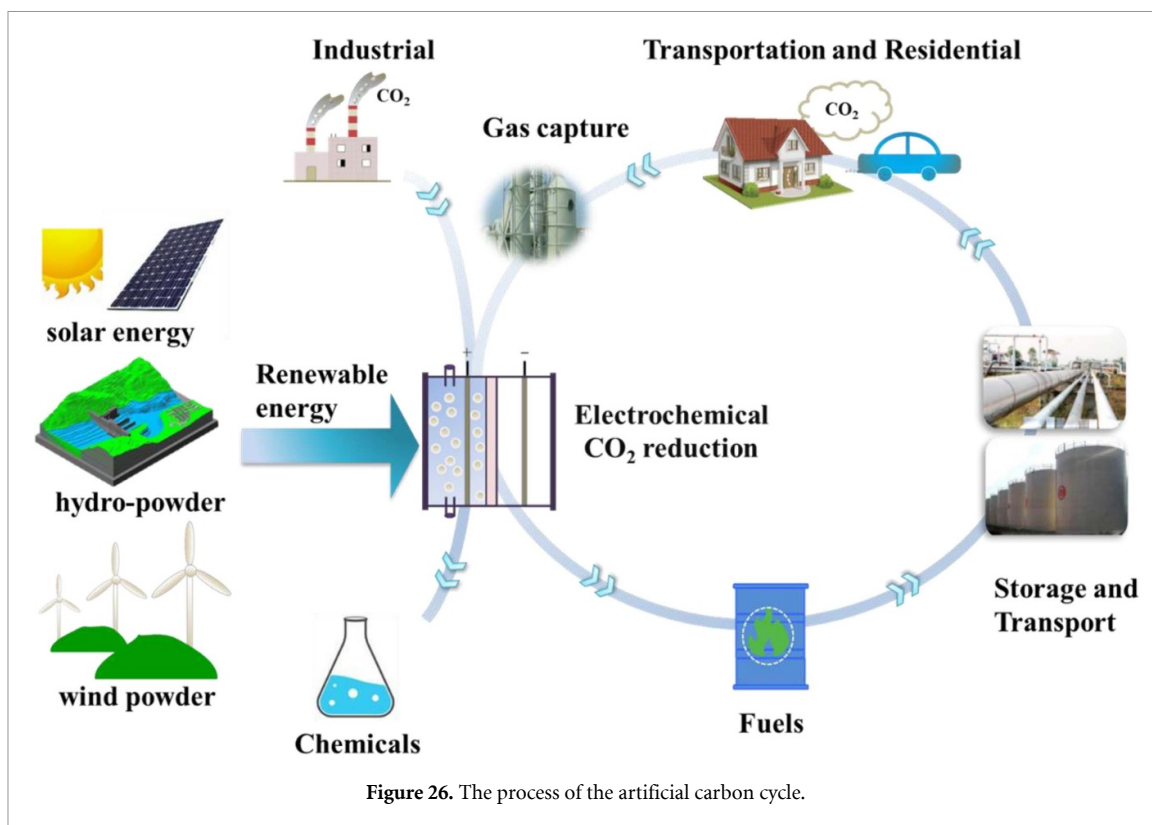 Industrial
CO₂
Transportation and Residential
CO₂
Gas capture
solar energy
Renewable
energy
hydro-powder
wind powder
+
−
Electrochemical
CO₂ reduction
Storage and
Transport
Chemicals
Fuels
Figure 26. The process of the artificial carbon cycle.